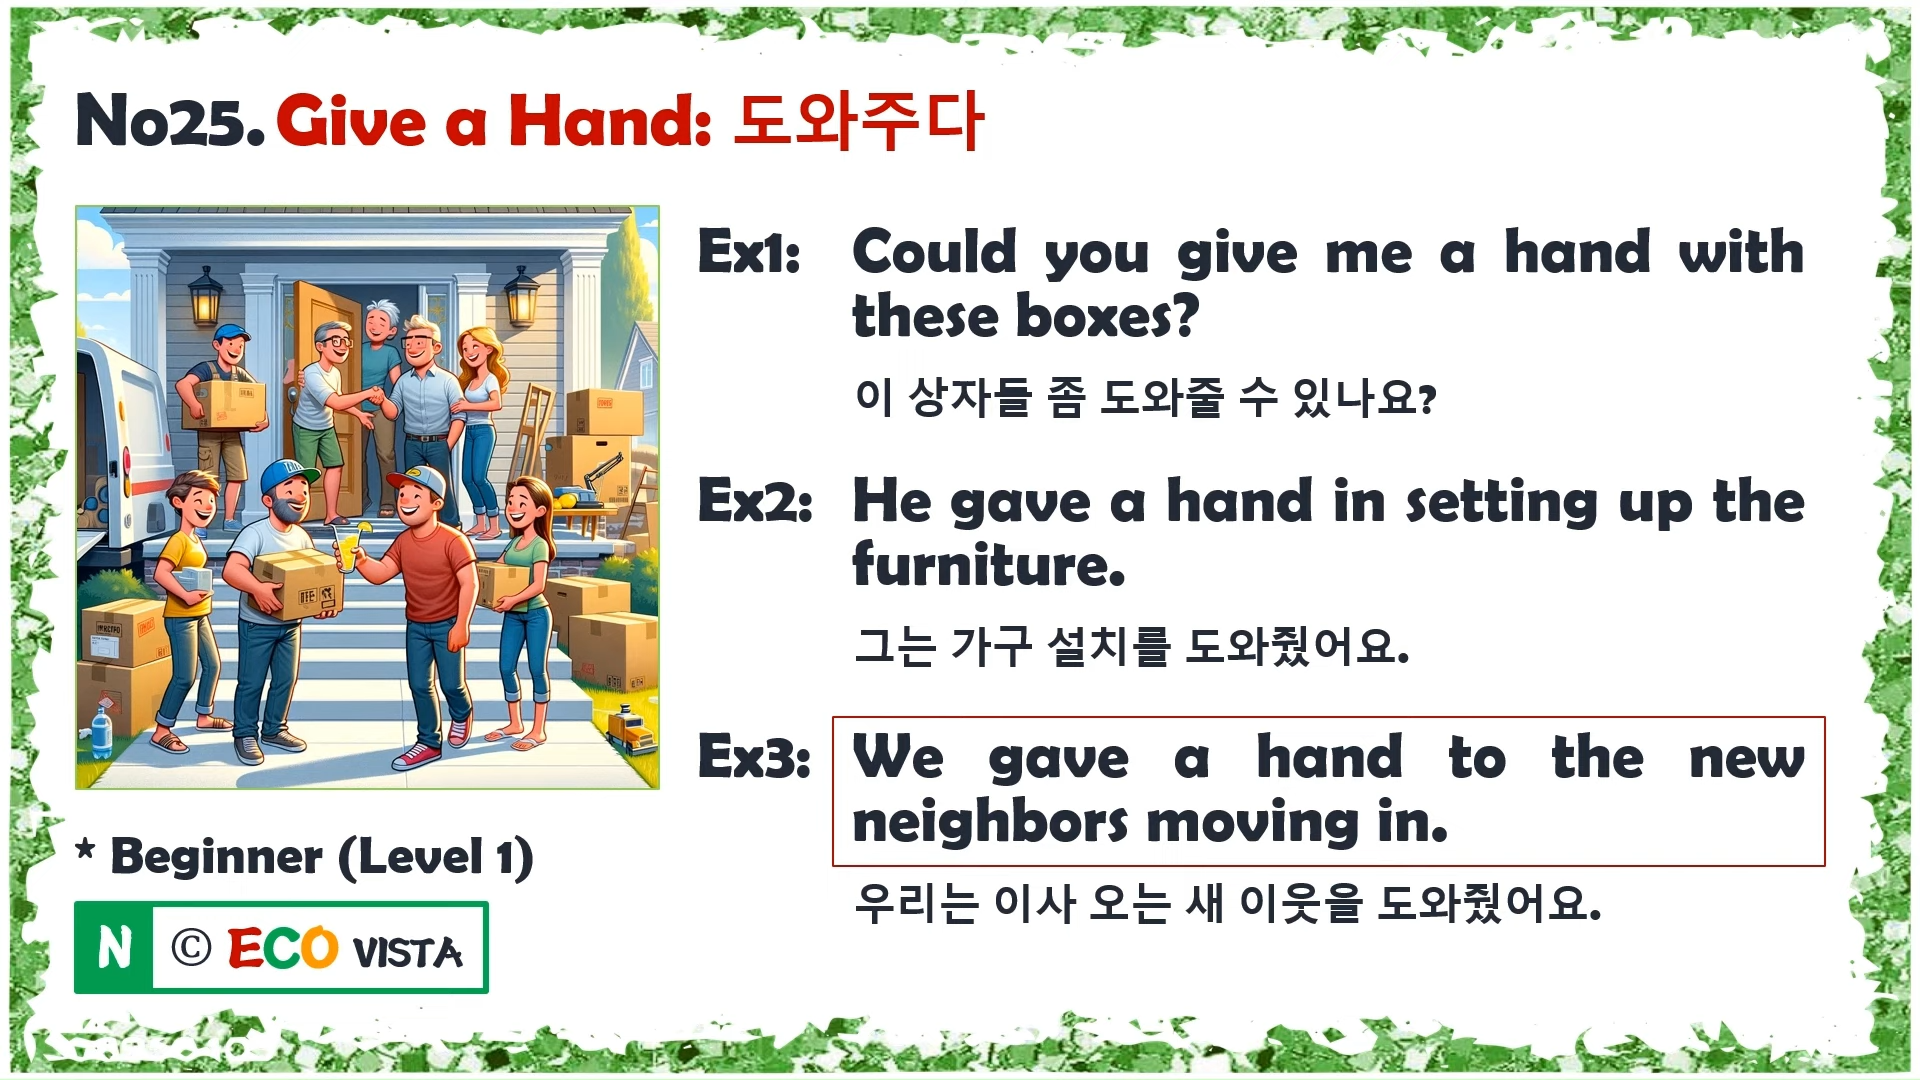 No25. Give a Hand: 도와주다
Ex1: Could you give me a hand with
these boxes?
이 상자들 좀 도와줄 수 있나요?
Ex2: He gave a hand in setting up the
furniture.
그는 가구 설치를 도와줬어요.
Ex3: We gave a hand to the new
neighbors moving in.
우리는 이사 오는 새 이웃을 도와줬어요.
* Beginner (Level 1)
N © ECO VISTA